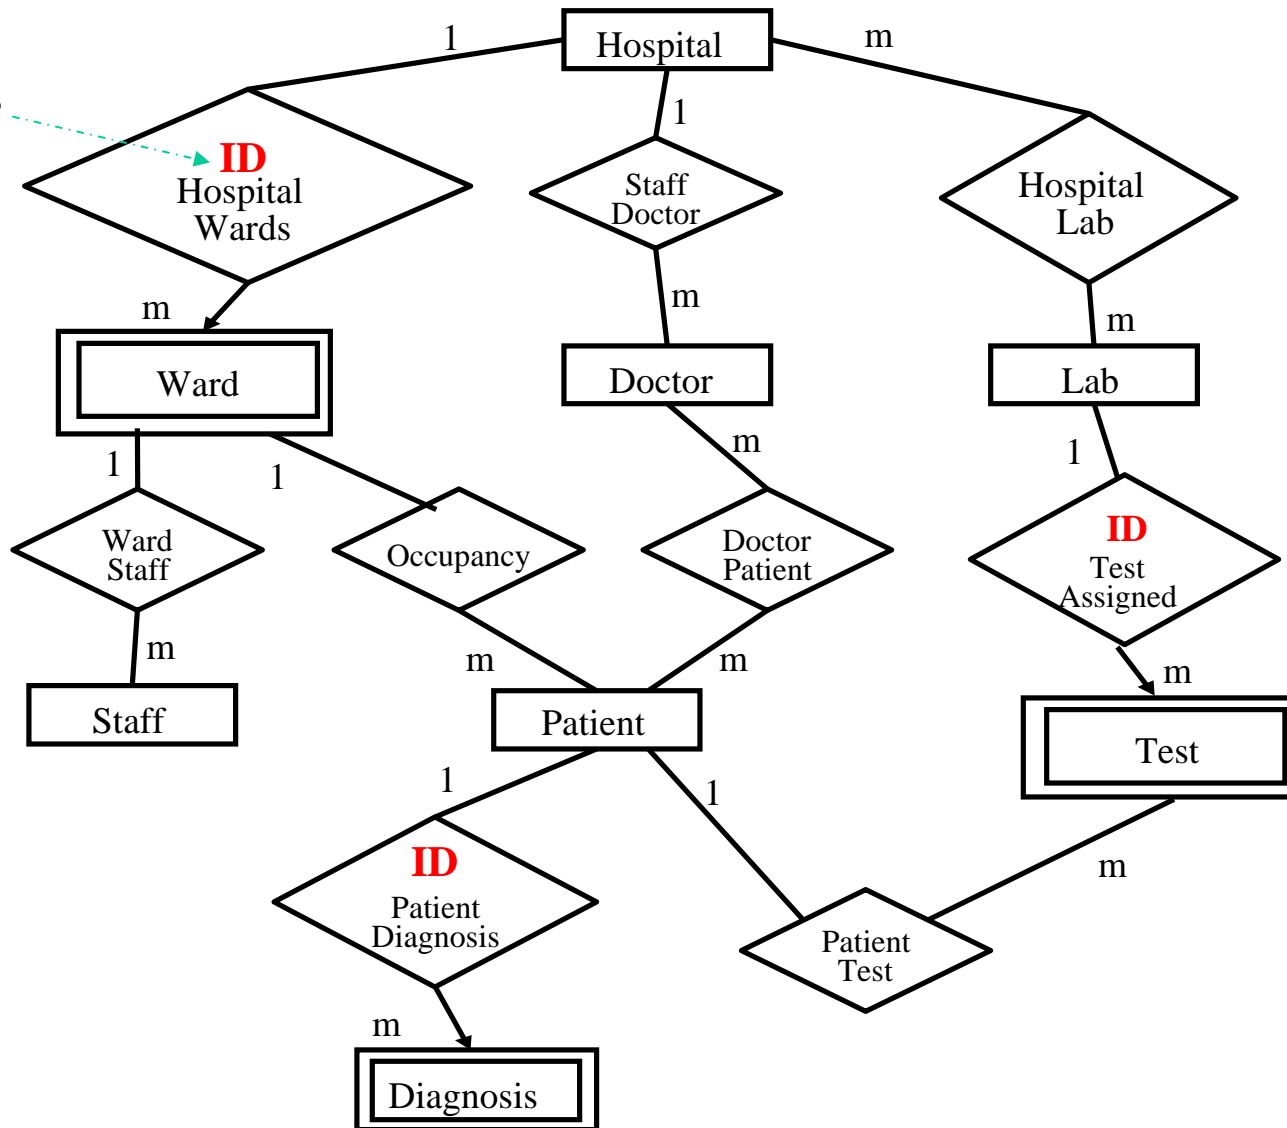 1
Hospital
m
ID
Hospital
Wards
1
Staff
Doctor
Hospital
Lab
m
m
m
Ward
Doctor
Lab
1
1
m
1
Ward
Staff
Occupancy
Doctor
Patient
ID
Test
Assigned
m
m
m
m
Staff
Patient
Test
1
1
m
ID
Patient
Diagnosis
Patient
Test
m
Diagnosis